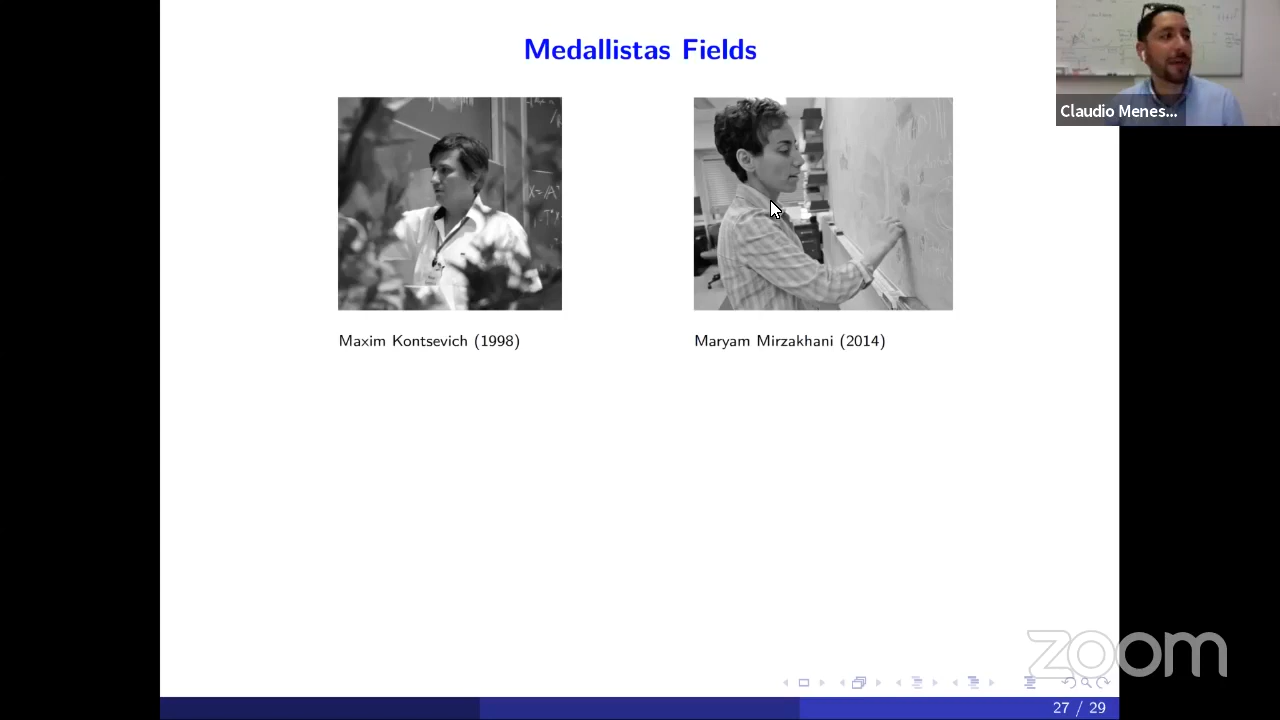 Medallistas Fields
Claudio Menes...
Maxim Kontsevich (1998)
Maryam Mirzakhani (2014)
zoom
27 / 29